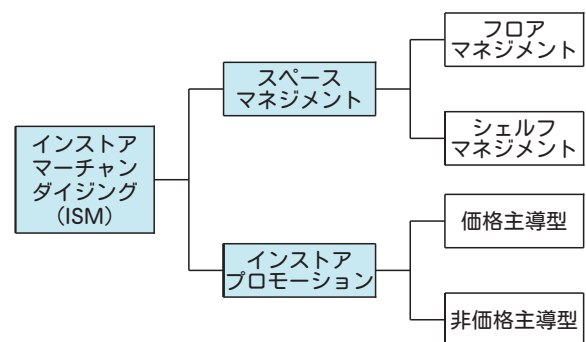 インストア
マーチャン
ダイジング
（ISM）
スペース
マネジメント
フロア
マネジメント
シェルフ
マネジメント
インストア
プロモーション
価格主導型
非価格主導型